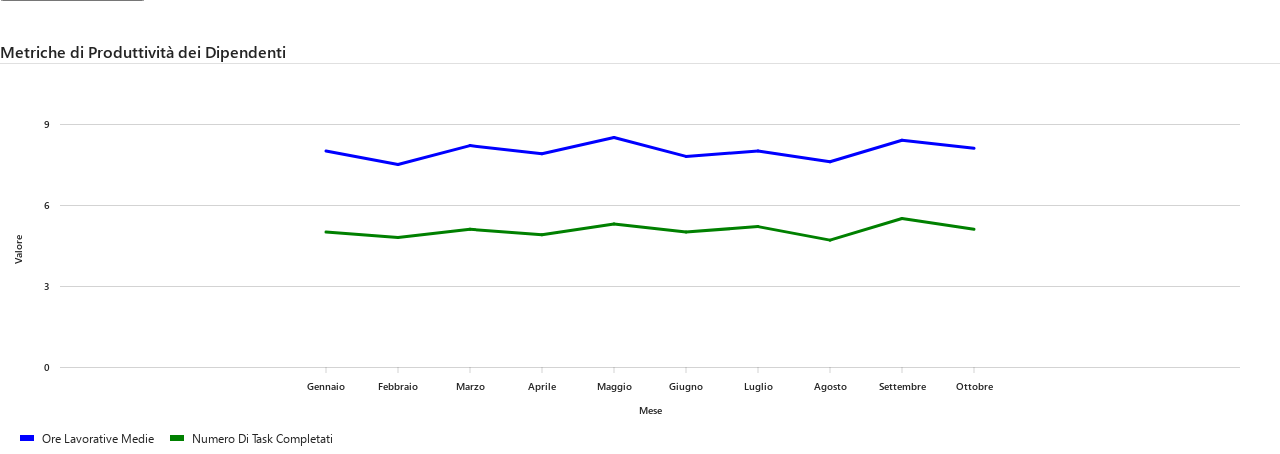 Metriche di Produttività dei Dipendenti
9
6
3
0
Valore
Gennaio Febbraio Marzo Aprile Maggio Giugno Luglio Agosto Settembre Ottobre
Mese
Ore Lavorative Medie Numero Di Task Completati